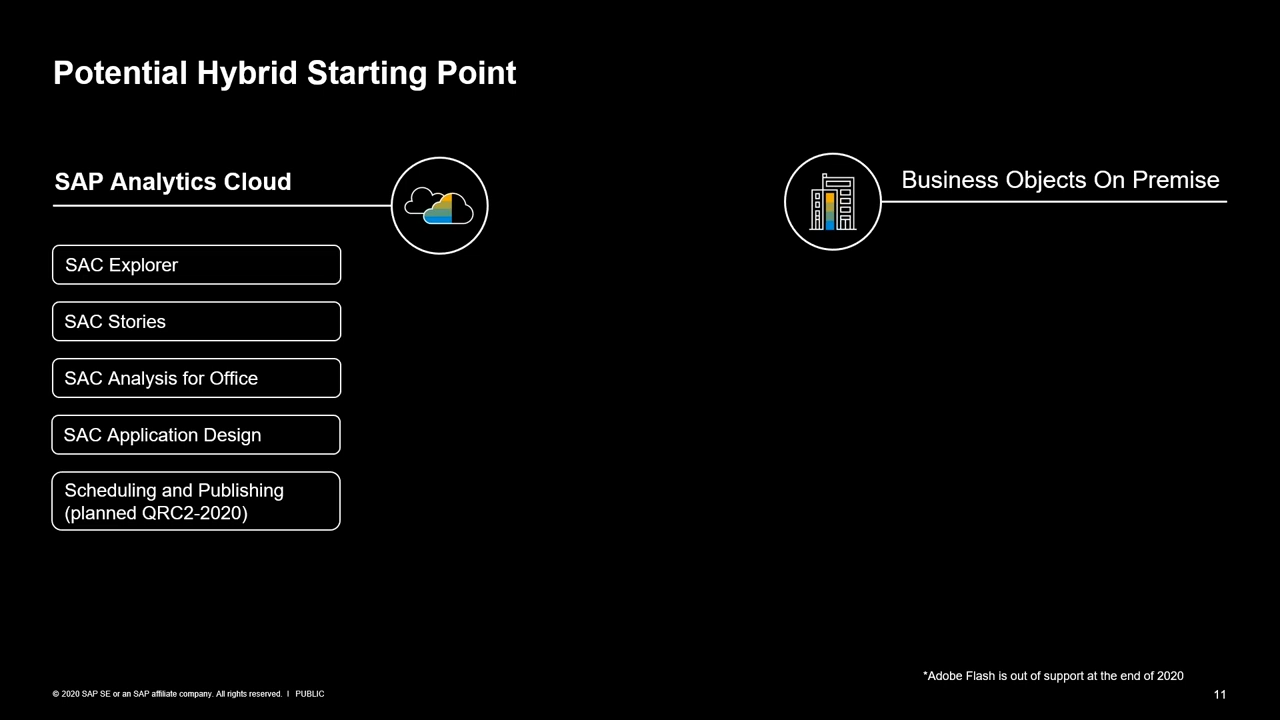 Potential Hybrid Starting Point
SAP Analytics Cloud
Business Objects On Premise
SAC Explorer
SAC Stories
SAC Analysis for Office
SAC Application Design
Scheduling and Publishing
(planned QRC2-2020)
*Adobe Flash is out of support at the end of 2020
© 2020 SAP SE or an SAP affiliate company. All rights reserved. I PUBLIC
11